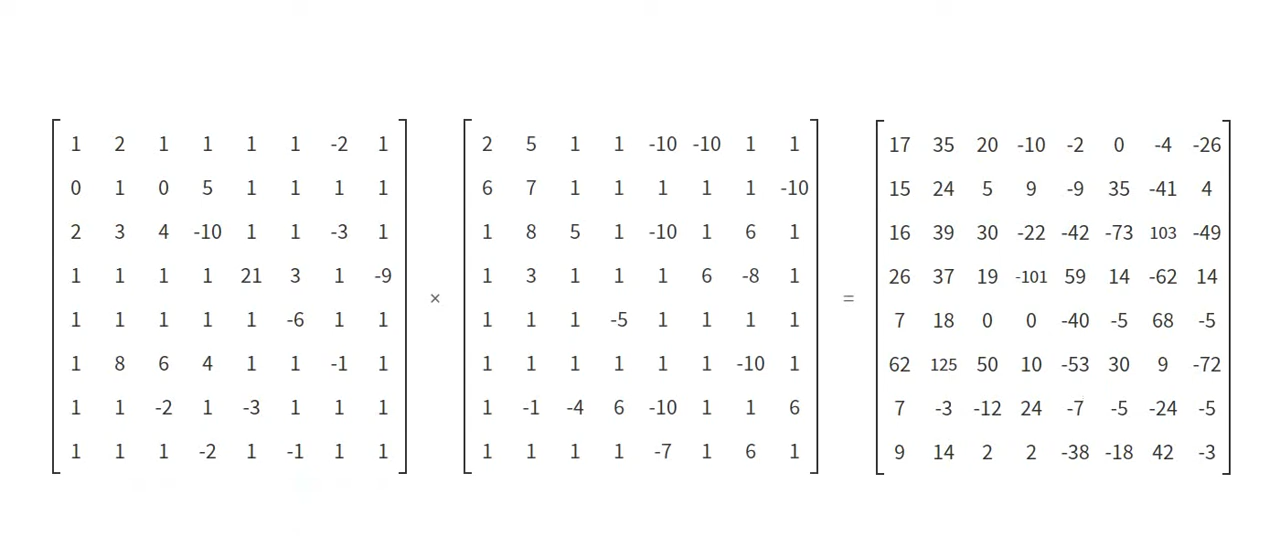 1 2 1 1 1 1 -2 1 2 5 1 1 -10 -10 1 1 17 35 20 -10 -2 0 -4 -26
0 1 0 5 1 1 1 1 6 7 1 1 1 1 1 -10 15 24 5 9 -9 35 -41 4
2 3 4 -10 1 1 -3 1 1 8 5 1 -10 1 6 1 16 39 30 -22 -42 -73 103 -49
1 1 1 1 21 3 1 -9 1 3 1 1 1 6 -8 1 26 37 19 -101 59 14 -62 14
× =
1 1 1 1 1 -6 1 1 1 1 1 -5 1 1 1 1 7 18 0 0 -40 -5 68 -5
1 8 6 4 1 1 -1 1 1 1 1 1 1 1 -10 1 62 125 50 10 -53 30 9 -72
1 1 -2 1 -3 1 1 1 1 -1 -4 6 -10 1 1 6 7 -3 -12 24 -7 -5 -24 -5
1 1 1 -2 1 -1 1 1 1 1 1 1 -7 1 6 1 9 14 2 2 -38 -18 42 -3